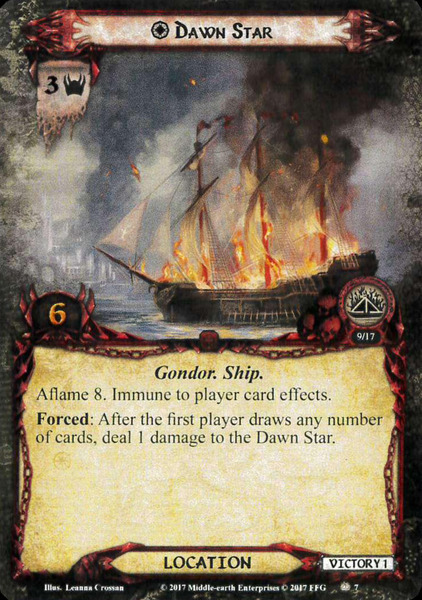 Dawn Star
3
6
9/17
Gondor. Ship.
Aflame 8. Immune to player card effects.
Forced: After the first player draws any number
of cards, deal 1 damage to the Dawn Star.
LOCATION
VICTORY 1
Illus. Leanna Crossan
© 2017 Middle-earth Enterprises © 2017 FFG
7